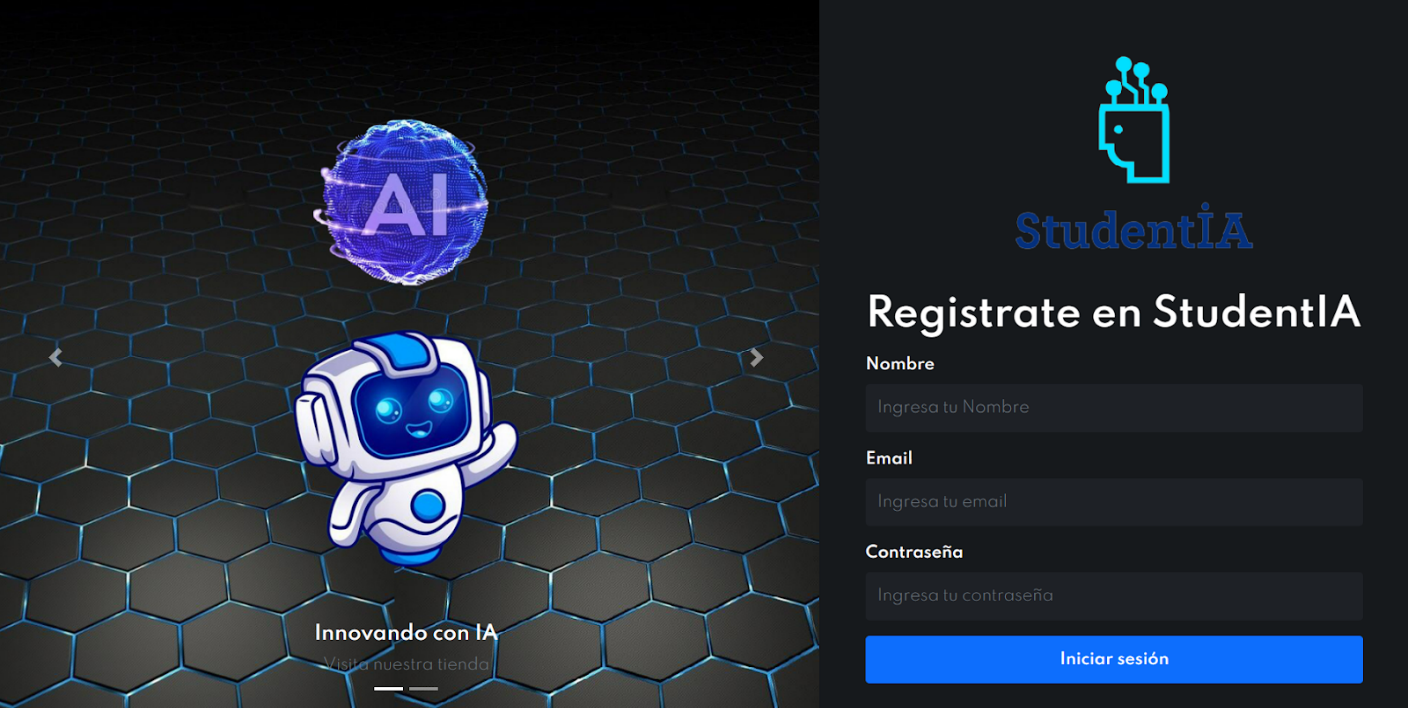 AI
Innovando con IA
Visita nuestra tienda
StudentİA
Registrate en StudentIA
Nombre
Ingresa tu Nombre
Email
Ingresa tu email
Contraseña
Ingresa tu contraseña
Iniciar sesión